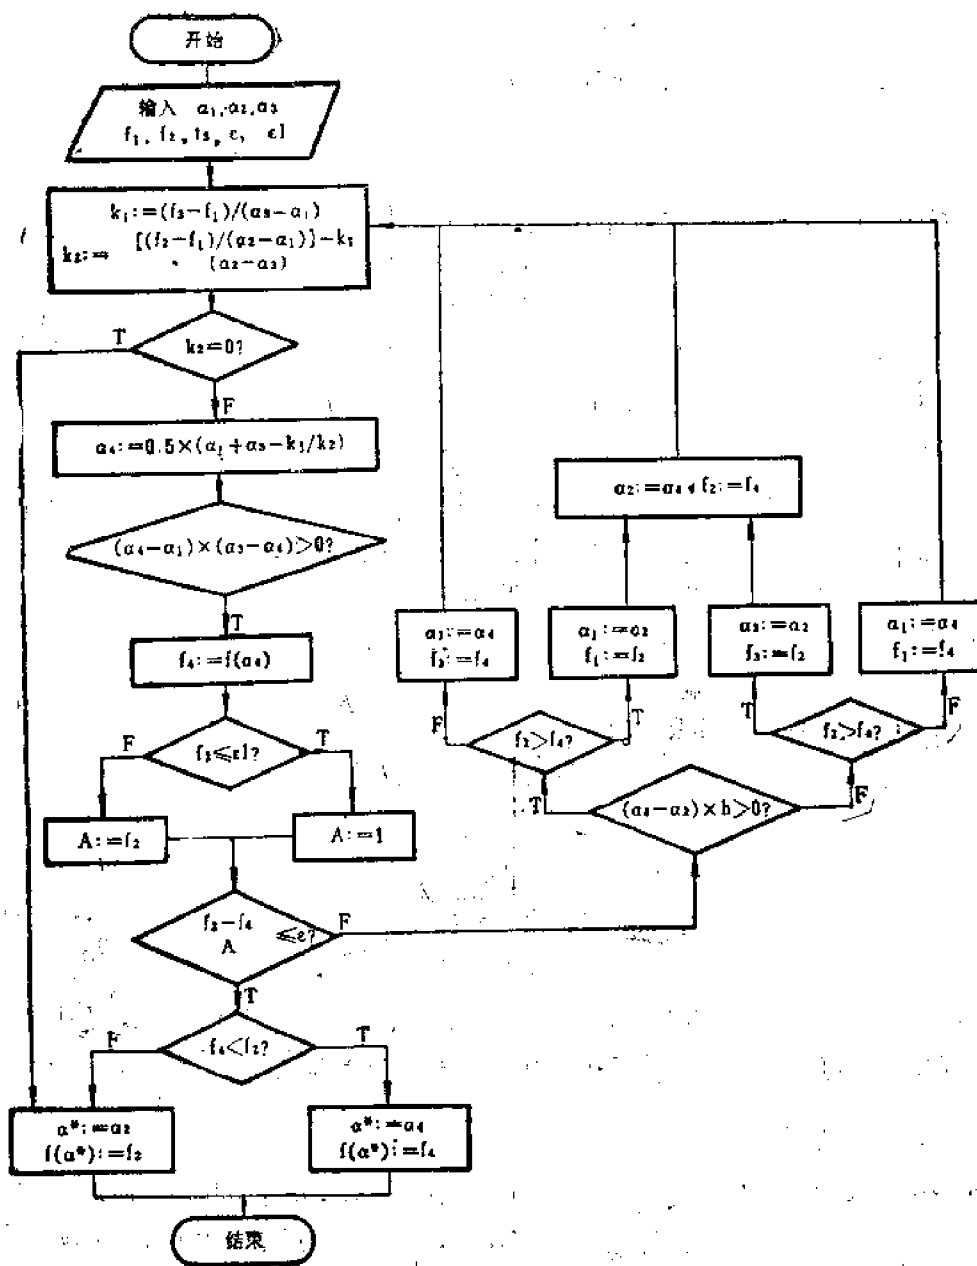 开始
输入 α₁,α₂,α₃
f₁, f₂, f₃, ε, ε1
k₁:=(f₃-f₁)/(α₃-α₁)
k₂:= [(f₂-f₁)/(α₂-α₁)]-k₁
(α₂-α₃)
T
k₂=0?
F
α₄:=0.5×(α₁+α₃-k₁/k₂)
α₂:=α₄, f₂:=f₄
(α₄-α₁)×(α₃-α₄)>0?
T
α₃:=α₄
f₃:=f₄
α₁:=α₂
f₁:=f₂
α₃:=α₂
f₃:=f₂
α₁:=α₄
f₁:=f₄
f₄:=f(α₄)
F
f₂>f₄?
T
T
f₂>f₄?
F
F
f₂≤ε1?
T
T
(α₄-α₂)×h>0?
F
A:=f₂
A:=1
f₂-f₄
A
≤ε?
F
T
F
f₄<f₂?
T
α*:=α₂
f(α*):=f₂
α*:=α₄
f(α*):=f₄
结束